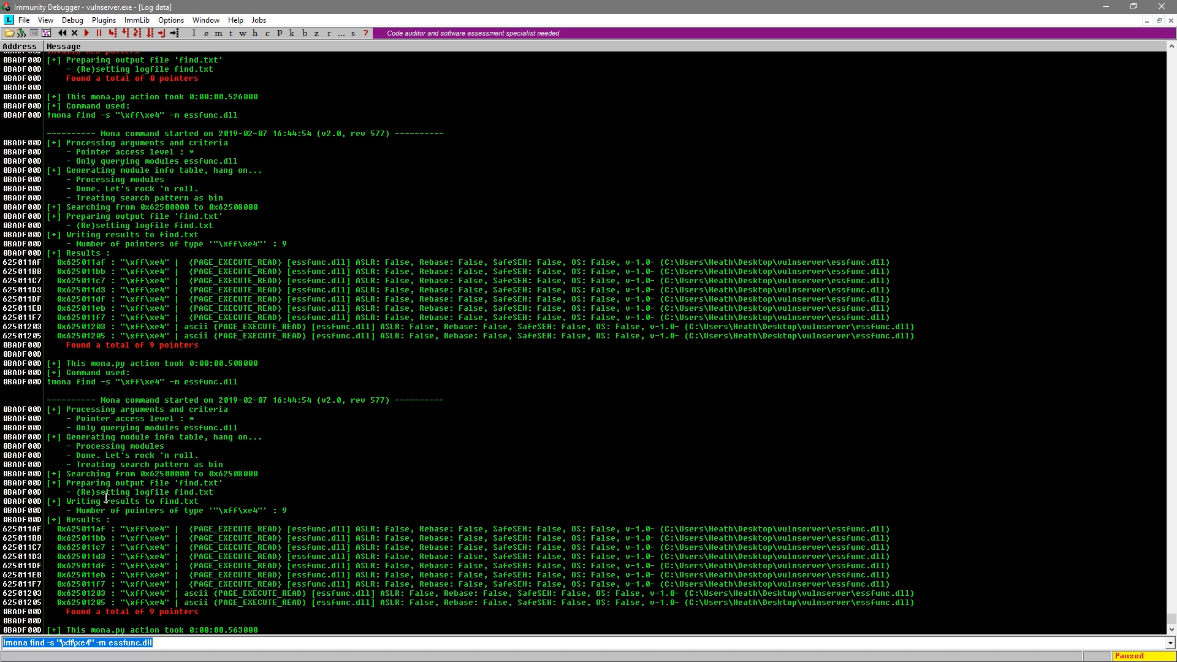 Immunity Debugger - vulnserver.exe - [Log data]
File View Debug Plugins ImmLib Options Window Help Jobs
l e m t w h c P k b z r ... s ? Code auditor and software assessment specialist needed
Address Message
0BADF00D [+] Preparing output file 'find.txt'
0BADF00D - (Re)setting logfile find.txt
0BADF00D Found a total of 0 pointers
0BADF00D
0BADF00D [+] This mona.py action took 0:00:00.526000
0BADF00D [+] Command used:
0BADF00D !mona find -s "\xff\xe4" -m essfunc.dll
---------- Mona command started on 2019-02-07 16:44:54 (v2.0, rev 577) ----------
0BADF00D [+] Processing arguments and criteria
0BADF00D - Pointer access level : *
0BADF00D - Only querying modules essfunc.dll
0BADF00D [+] Generating module info table, hang on...
0BADF00D - Processing modules
0BADF00D - Done. Let's rock 'n roll.
0BADF00D - Treating search pattern as bin
0BADF00D [+] Searching from 0x62500000 to 0x62508000
0BADF00D [+] Preparing output file 'find.txt'
0BADF00D - (Re)setting logfile find.txt
0BADF00D [+] Writing results to find.txt
0BADF00D - Number of pointers of type '"\xff\xe4"' : 9
0BADF00D [+] Results :
625011AF 0x625011af : "\xff\xe4" | {PAGE_EXECUTE_READ} [essfunc.dll] ASLR: False, Rebase: False, SafeSEH: False, OS: False, v-1.0- (C:\Users\Heath\Desktop\vulnserver\essfunc.dll)
625011BB 0x625011bb : "\xff\xe4" | {PAGE_EXECUTE_READ} [essfunc.dll] ASLR: False, Rebase: False, SafeSEH: False, OS: False, v-1.0- (C:\Users\Heath\Desktop\vulnserver\essfunc.dll)
625011C7 0x625011c7 : "\xff\xe4" | {PAGE_EXECUTE_READ} [essfunc.dll] ASLR: False, Rebase: False, SafeSEH: False, OS: False, v-1.0- (C:\Users\Heath\Desktop\vulnserver\essfunc.dll)
625011D3 0x625011d3 : "\xff\xe4" | {PAGE_EXECUTE_READ} [essfunc.dll] ASLR: False, Rebase: False, SafeSEH: False, OS: False, v-1.0- (C:\Users\Heath\Desktop\vulnserver\essfunc.dll)
625011DF 0x625011df : "\xff\xe4" | {PAGE_EXECUTE_READ} [essfunc.dll] ASLR: False, Rebase: False, SafeSEH: False, OS: False, v-1.0- (C:\Users\Heath\Desktop\vulnserver\essfunc.dll)
625011EB 0x625011eb : "\xff\xe4" | {PAGE_EXECUTE_READ} [essfunc.dll] ASLR: False, Rebase: False, SafeSEH: False, OS: False, v-1.0- (C:\Users\Heath\Desktop\vulnserver\essfunc.dll)
625011F7 0x625011f7 : "\xff\xe4" | {PAGE_EXECUTE_READ} [essfunc.dll] ASLR: False, Rebase: False, SafeSEH: False, OS: False, v-1.0- (C:\Users\Heath\Desktop\vulnserver\essfunc.dll)
62501203 0x62501203 : "\xff\xe4" | ascii {PAGE_EXECUTE_READ} [essfunc.dll] ASLR: False, Rebase: False, SafeSEH: False, OS: False, v-1.0- (C:\Users\Heath\Desktop\vulnserver\essfunc.dll)
62501205 0x62501205 : "\xff\xe4" | ascii {PAGE_EXECUTE_READ} [essfunc.dll] ASLR: False, Rebase: False, SafeSEH: False, OS: False, v-1.0- (C:\Users\Heath\Desktop\vulnserver\essfunc.dll)
0BADF00D Found a total of 9 pointers
0BADF00D
0BADF00D [+] This mona.py action took 0:00:00.508000
0BADF00D [+] Command used:
0BADF00D !mona find -s "\xff\xe4" -m essfunc.dll
---------- Mona command started on 2019-02-07 16:44:54 (v2.0, rev 577) ----------
0BADF00D [+] Processing arguments and criteria
0BADF00D - Pointer access level : *
0BADF00D - Only querying modules essfunc.dll
0BADF00D [+] Generating module info table, hang on...
0BADF00D - Processing modules
0BADF00D - Done. Let's rock 'n roll.
0BADF00D - Treating search pattern as bin
0BADF00D [+] Searching from 0x62500000 to 0x62508000
0BADF00D [+] Preparing output file 'find.txt'
0BADF00D - (Re)setting logfile find.txt
0BADF00D [+] Writing results to find.txt
0BADF00D - Number of pointers of type '"\xff\xe4"' : 9
0BADF00D [+] Results :
625011AF 0x625011af : "\xff\xe4" | {PAGE_EXECUTE_READ} [essfunc.dll] ASLR: False, Rebase: False, SafeSEH: False, OS: False, v-1.0- (C:\Users\Heath\Desktop\vulnserver\essfunc.dll)
625011BB 0x625011bb : "\xff\xe4" | {PAGE_EXECUTE_READ} [essfunc.dll] ASLR: False, Rebase: False, SafeSEH: False, OS: False, v-1.0- (C:\Users\Heath\Desktop\vulnserver\essfunc.dll)
625011C7 0x625011c7 : "\xff\xe4" | {PAGE_EXECUTE_READ} [essfunc.dll] ASLR: False, Rebase: False, SafeSEH: False, OS: False, v-1.0- (C:\Users\Heath\Desktop\vulnserver\essfunc.dll)
625011D3 0x625011d3 : "\xff\xe4" | {PAGE_EXECUTE_READ} [essfunc.dll] ASLR: False, Rebase: False, SafeSEH: False, OS: False, v-1.0- (C:\Users\Heath\Desktop\vulnserver\essfunc.dll)
625011DF 0x625011df : "\xff\xe4" | {PAGE_EXECUTE_READ} [essfunc.dll] ASLR: False, Rebase: False, SafeSEH: False, OS: False, v-1.0- (C:\Users\Heath\Desktop\vulnserver\essfunc.dll)
625011EB 0x625011eb : "\xff\xe4" | {PAGE_EXECUTE_READ} [essfunc.dll] ASLR: False, Rebase: False, SafeSEH: False, OS: False, v-1.0- (C:\Users\Heath\Desktop\vulnserver\essfunc.dll)
625011F7 0x625011f7 : "\xff\xe4" | {PAGE_EXECUTE_READ} [essfunc.dll] ASLR: False, Rebase: False, SafeSEH: False, OS: False, v-1.0- (C:\Users\Heath\Desktop\vulnserver\essfunc.dll)
62501203 0x62501203 : "\xff\xe4" | ascii {PAGE_EXECUTE_READ} [essfunc.dll] ASLR: False, Rebase: False, SafeSEH: False, OS: False, v-1.0- (C:\Users\Heath\Desktop\vulnserver\essfunc.dll)
62501205 0x62501205 : "\xff\xe4" | ascii {PAGE_EXECUTE_READ} [essfunc.dll] ASLR: False, Rebase: False, SafeSEH: False, OS: False, v-1.0- (C:\Users\Heath\Desktop\vulnserver\essfunc.dll)
0BADF00D Found a total of 9 pointers
0BADF00D
0BADF00D [+] This mona.py action took 0:00:00.563000
!mona find -s "\xff\xe4" -m essfunc.dll
Paused